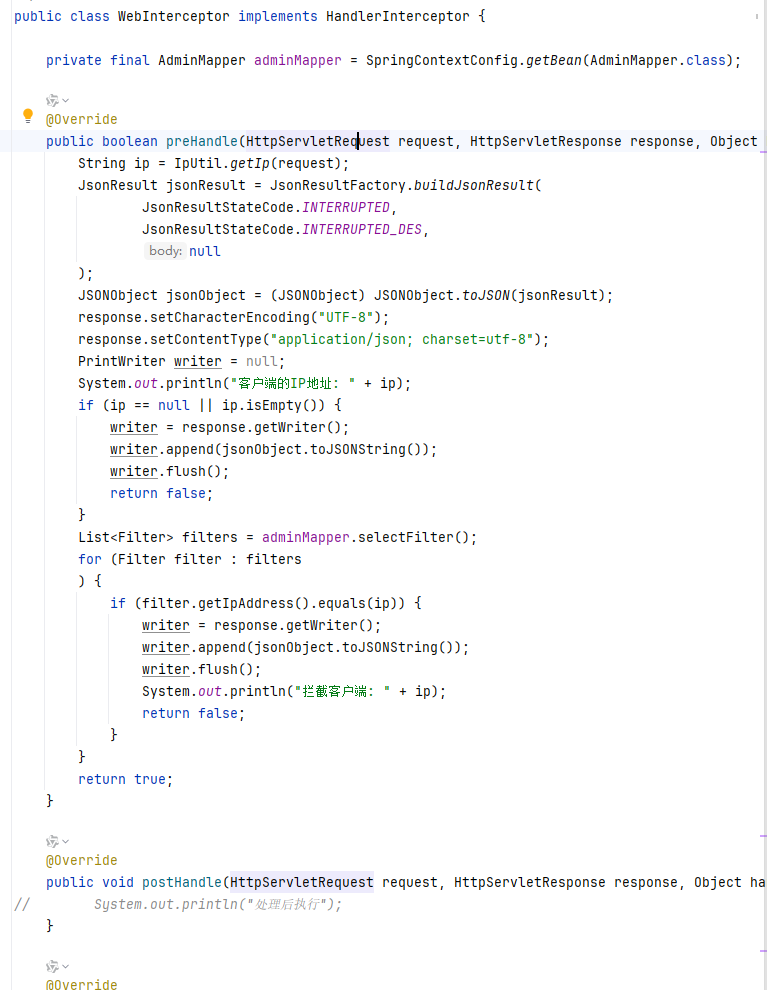 public class WebInterceptor implements HandlerInterceptor {
private final AdminMapper adminMapper = SpringContextConfig.getBean(AdminMapper.class);
@Override
public boolean preHandle(HttpServletRequest request, HttpServletResponse response, Object
String ip = IpUtil.getIp(request);
JsonResult jsonResult = JsonResultFactory.buildJsonResult(
JsonResultStateCode.INTERRUPTED,
JsonResultStateCode.INTERRUPTED_DES,
body: null
);
JSONObject jsonObject = (JSONObject) JSONObject.toJSON(jsonResult);
response.setCharacterEncoding("UTF-8");
response.setContentType("application/json; charset=utf-8");
PrintWriter writer = null;
System.out.println("客户端的IP地址: " + ip);
if (ip == null || ip.isEmpty()) {
writer = response.getWriter();
writer.append(jsonObject.toJSONString());
writer.flush();
return false;
}
List<Filter> filters = adminMapper.selectFilter();
for (Filter filter : filters
) {
if (filter.getIpAddress().equals(ip)) {
writer = response.getWriter();
writer.append(jsonObject.toJSONString());
writer.flush();
System.out.println("拦截客户端: " + ip);
return false;
}
}
return true;
}
@Override
public void postHandle(HttpServletRequest request, HttpServletResponse response, Object ha
// System.out.println("处理后执行");
}
@Override